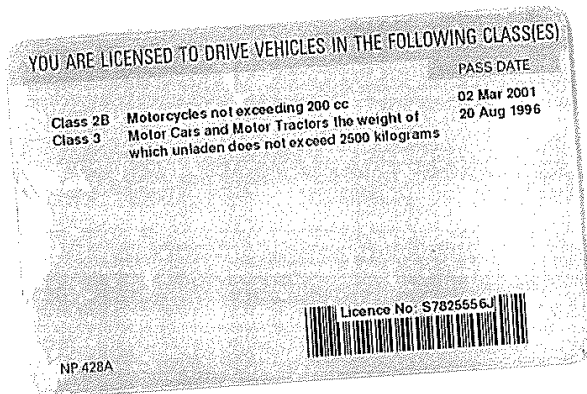 YOU ARE LICENSED TO DRIVE VEHICLES IN THE FOLLOWING CLASS(ES)
PASS DATE
Class 2B Motorcycles not exceeding 200 cc 02 Mar 2001
Class 3 Motor Cars and Motor Tractors the weight of 20 Aug 1996
which unladen does not exceed 2500 kilograms
Licence No: S7825556J
NP 428A